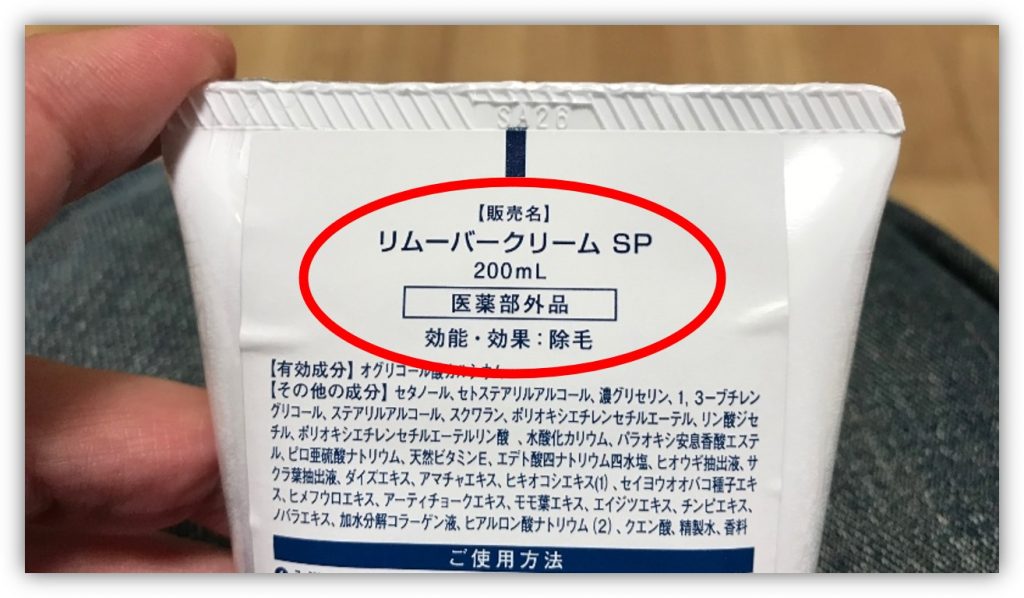 SA26
【販売名】
リムーバークリーム SP
200mL
医薬部外品
効能・効果：除毛
【有効成分】
【その他の成分】セタノール、セトステアリルアルコール、濃グリセリン、1,3－ブチレン
グリコール、ステアリルアルコール、スクワラン、ポリオキシエチレンセチルエーテル、リン酸ジセ
チル、ポリオキシエチレンセチルエーテルリン酸 、水酸化カリウム、パラオキシ安息香酸エステ
ル、ピロ亜硫酸ナトリウム、天然ビタミンE、エデト酸四ナトリウム四水塩、ヒオウギ抽出液、サ
クラ葉抽出液、ダイズエキス、アマチャエキス、ヒキオコシエキス(1)、セイヨウオオバコ種子エキ
ス、ヒメフウロエキス、アーティチョークエキス、モモ葉エキス、エイジツエキス、チンピエキス、
ノバラエキス、加水分解コラーゲン液、ヒアルロン酸ナトリウム（2）、クエン酸、精製水、香料
ご使用方法